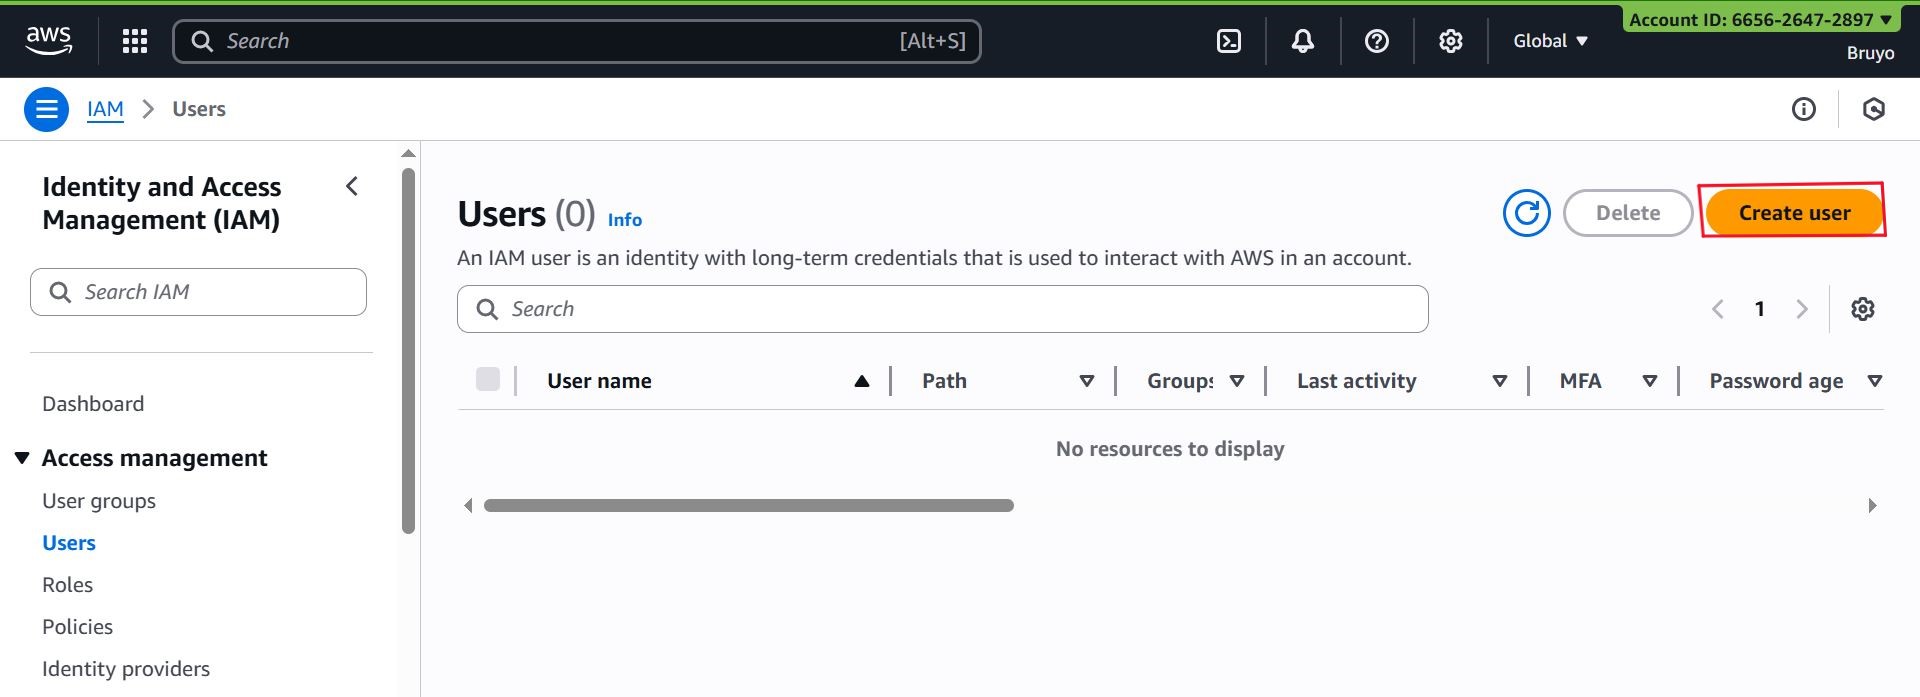 aws
Search [Alt+S]
Global
Account ID: 6656-2647-2897
Bruyo
IAM > Users
Identity and Access
Management (IAM)
Search IAM
Dashboard
Access management
User groups
Users
Roles
Policies
Identity providers
Users (0) Info
Delete
Create user
An IAM user is an identity with long-term credentials that is used to interact with AWS in an account.
Search
1
User name Path Groups Last activity MFA Password age
No resources to display